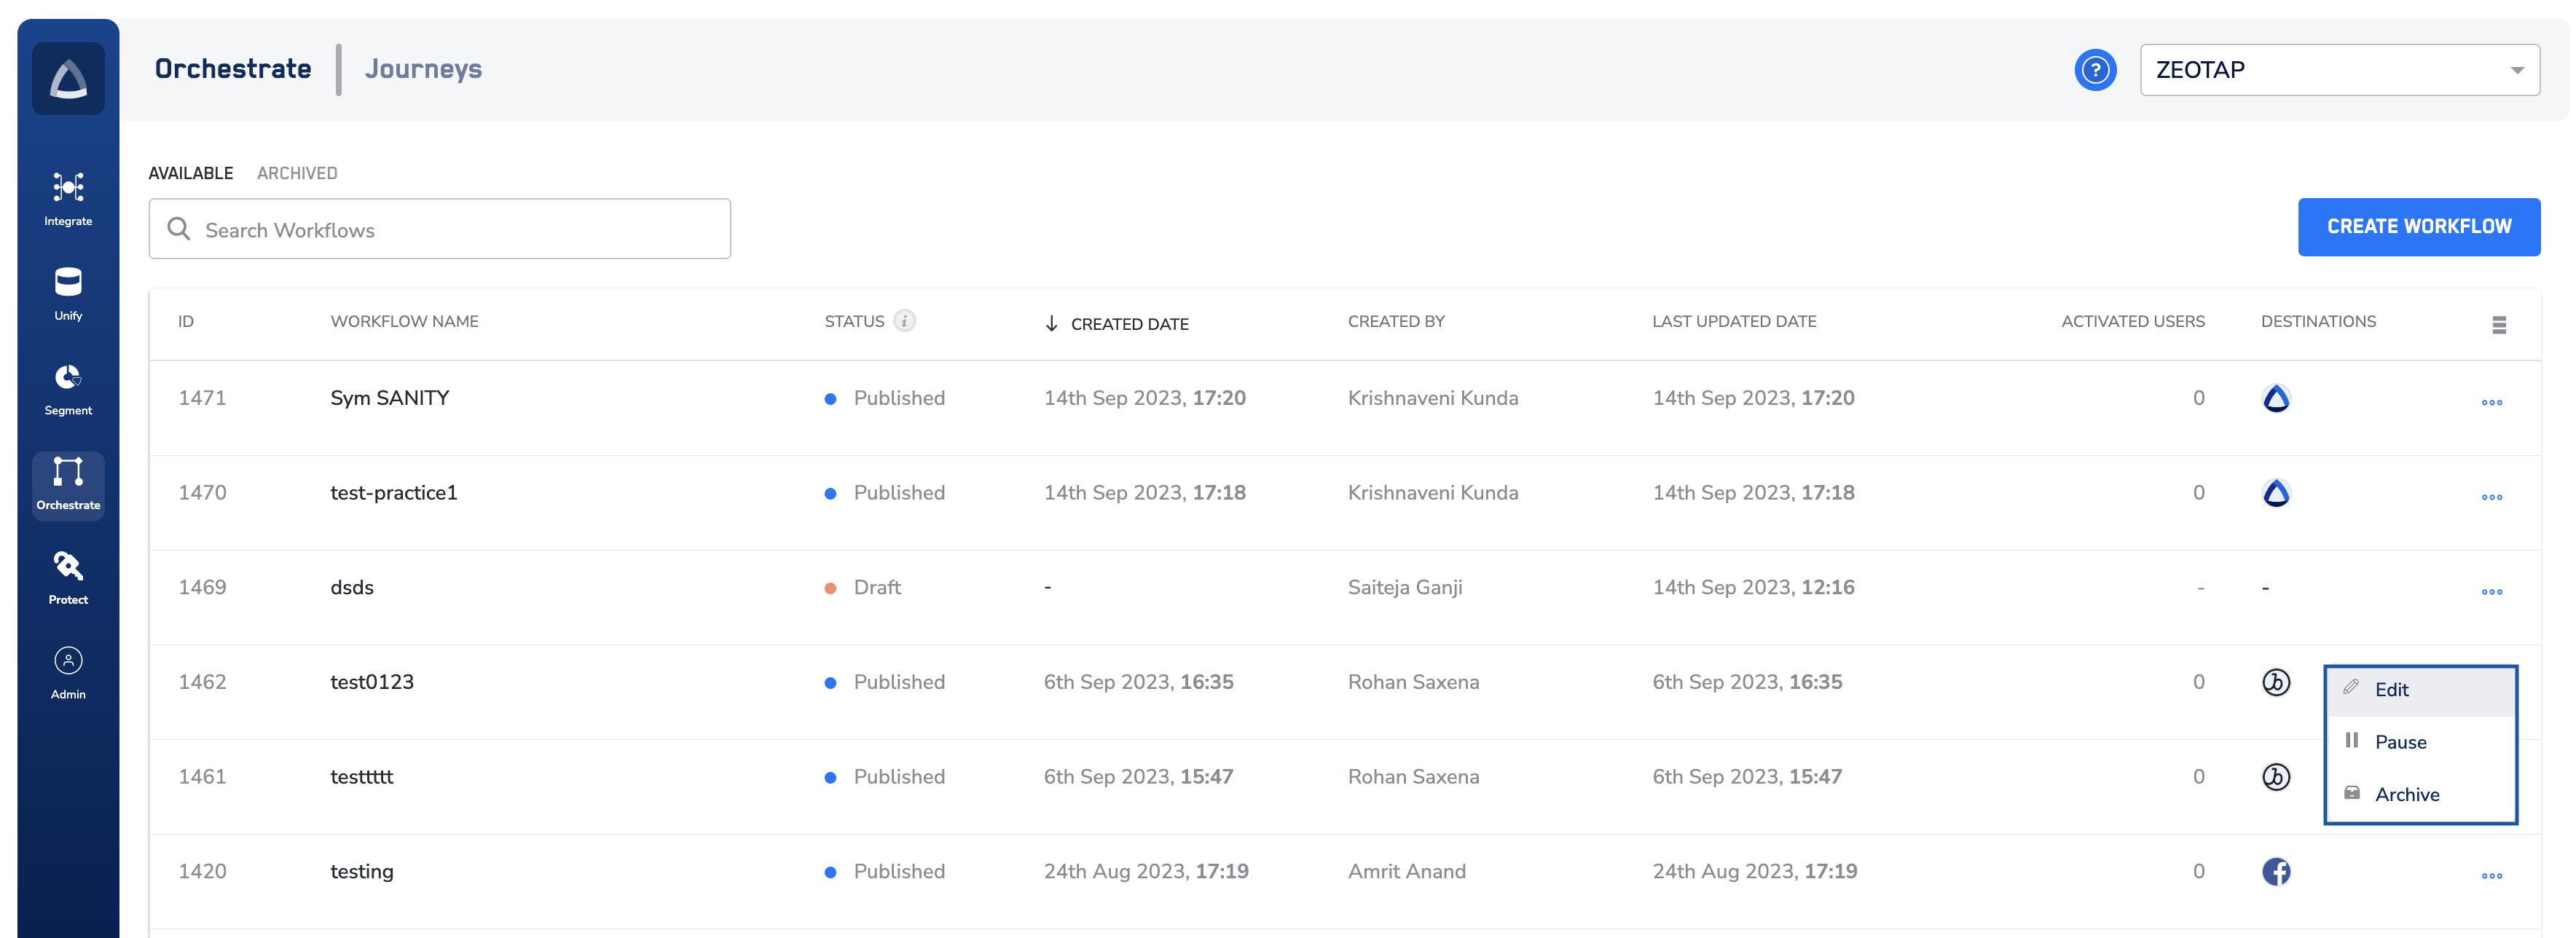 Orchestrate | Journeys
? ZEOTAP
AVAILABLE ARCHIVED
Search Workflows
CREATE WORKFLOW
Integrate
Unify
Segment
Orchestrate
Protect
Admin
ID WORKFLOW NAME STATUS i ↓ CREATED DATE CREATED BY LAST UPDATED DATE ACTIVATED USERS DESTINATIONS
1471 Sym SANITY Published 14th Sep 2023, 17:20 Krishnaveni Kunda 14th Sep 2023, 17:20 0
1470 test-practice1 Published 14th Sep 2023, 17:18 Krishnaveni Kunda 14th Sep 2023, 17:18 0
1469 dsds Draft - Saiteja Ganji 14th Sep 2023, 12:16 - -
1462 test0123 Published 6th Sep 2023, 16:35 Rohan Saxena 6th Sep 2023, 16:35 0
1461 testtttt Published 6th Sep 2023, 15:47 Rohan Saxena 6th Sep 2023, 15:47 0
1420 testing Published 24th Aug 2023, 17:19 Amrit Anand 24th Aug 2023, 17:19 0
Edit
Pause
Archive